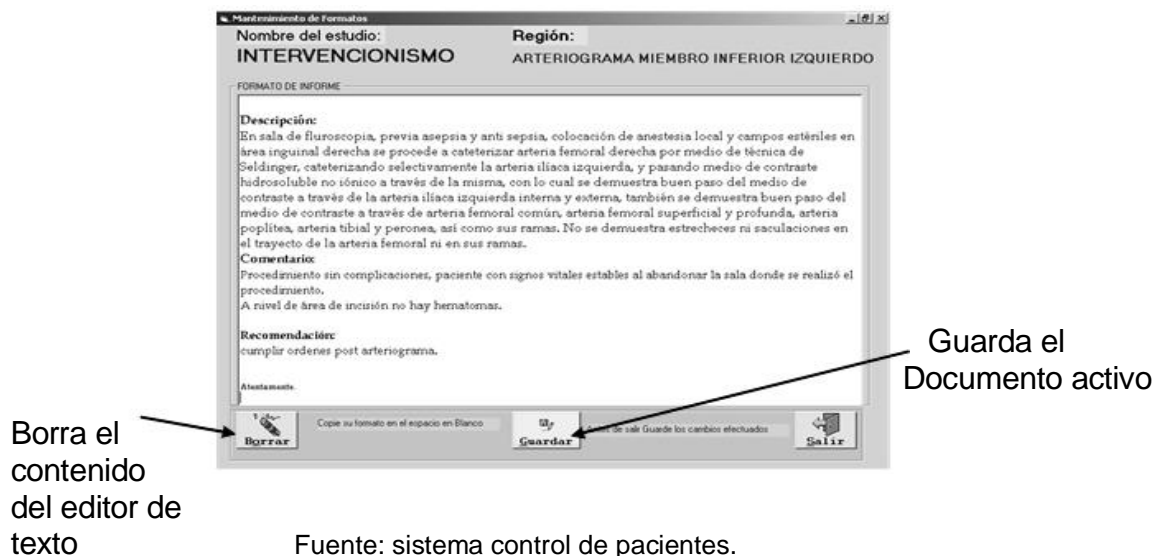 Mantenimiento de Formatos
Nombre del estudio: Región:
INTERVENCIONISMO ARTERIOGRAMA MIEMBRO INFERIOR IZQUIERDO
FORMATO DE INFORME
Descripción:
En sala de fluroscopia, previa asepsia y anti sepsia, colocación de anestesia local y campos estèriles en
área inguinal derecha se procede a cateterizar arteria femoral derecha por medio de técnica de
Seldinger, cateterizando selectivamente la arteria ilíaca izquierda, y pasando medio de contraste
hidrosoluble no iónico a través de la misma, con lo cual se demuestra buen paso del medio de
contraste a través de la arteria ilíaca izquierda interna y externa, también se demuestra buen paso del
medio de contraste a través de arteria femoral común, arteria femoral superficial y profunda, arteria
poplítea, arteria tibial y peronea, así como sus ramas. No se demuestra estrecheces ni saculaciones en
el trayecto de la arteria femoral ni en sus ramas.
Comentario:
Procedimiento sin complicaciones, paciente con signos vitales estables al abandonar la sala donde se realizó el
procedimiento.
A nivel de área de incisión no hay hematomas.
Recomendación:
cumplir ordenes post arteriograma.
Atentamente.
Borrar Copie su formato en el espacio en Blanco Guardar de salir Guarde los cambios efectuados Salir
Guarda el
Documento activo
Borra el
contenido
del editor de
texto
Fuente: sistema control de pacientes.